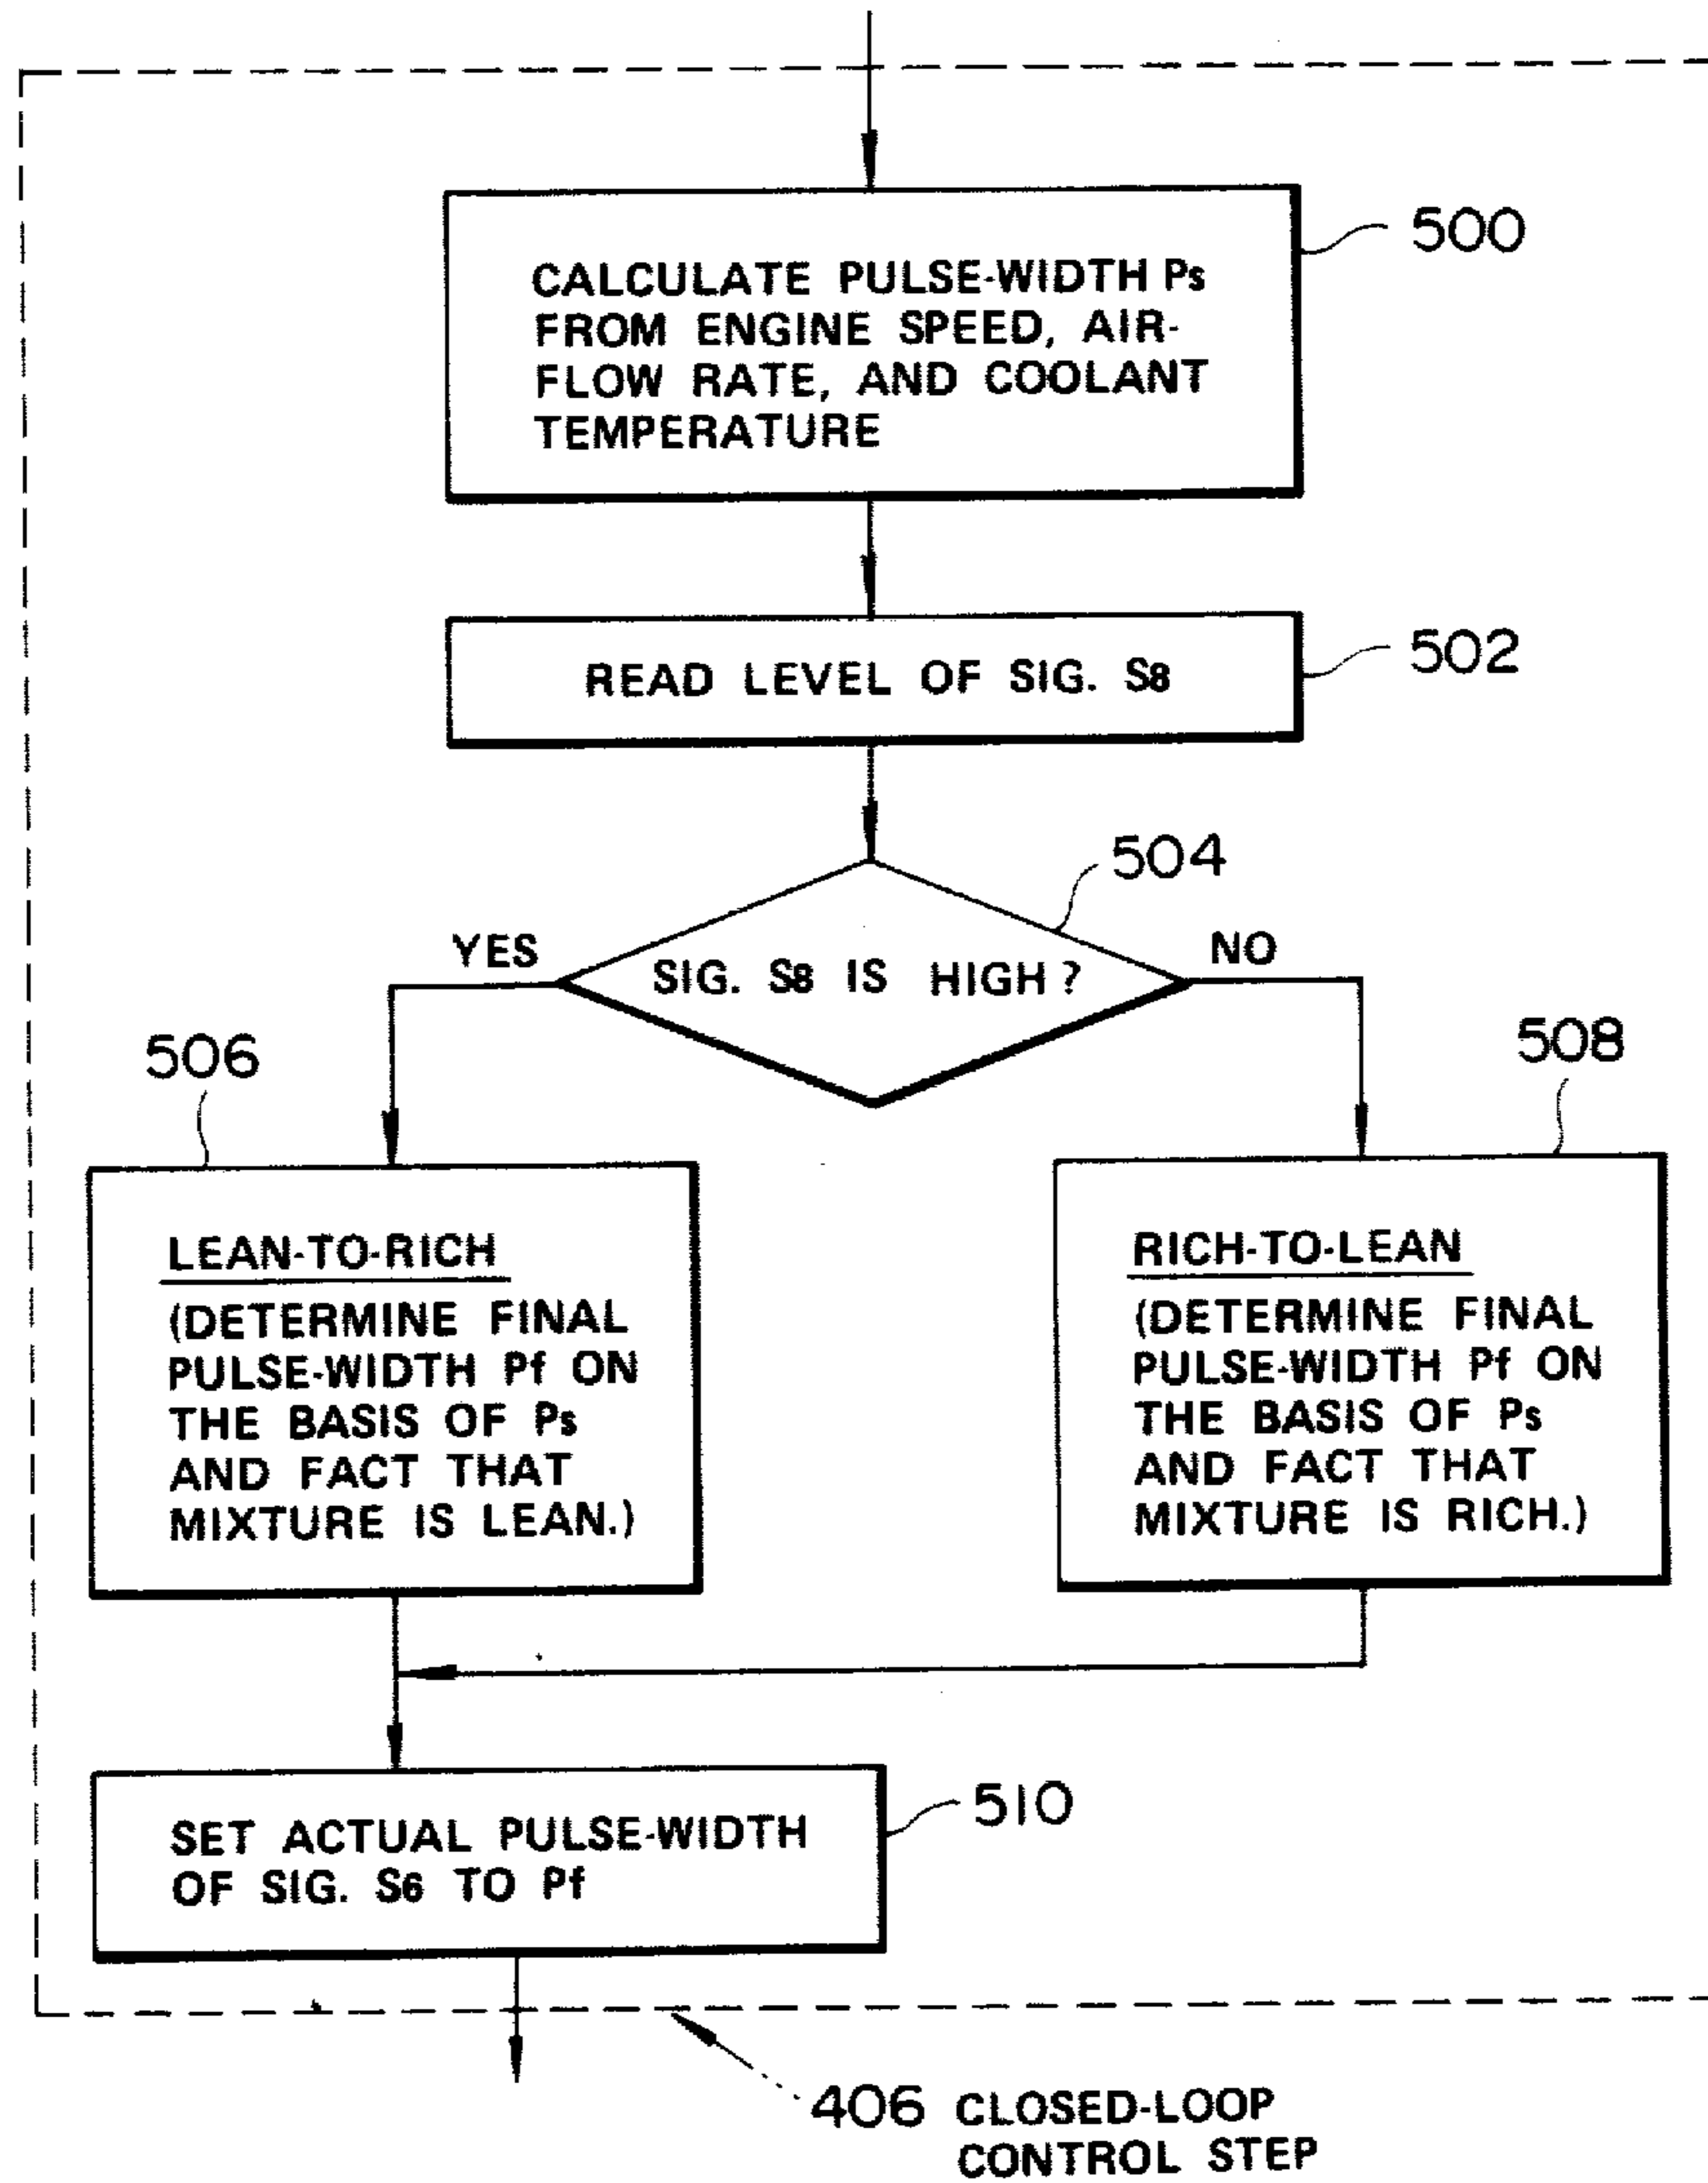 500
CALCULATE PULSE-WIDTH Ps
FROM ENGINE SPEED, AIR-
FLOW RATE, AND COOLANT
TEMPERATURE
502
READ LEVEL OF SIG. S8
504
YES
SIG. S8 IS HIGH?
NO
506
508
LEAN-TO-RICH
(DETERMINE FINAL
PULSE-WIDTH Pf ON
THE BASIS OF Ps
AND FACT THAT
MIXTURE IS LEAN.)
RICH-TO-LEAN
(DETERMINE FINAL
PULSE-WIDTH Pf ON
THE BASIS OF Ps
AND FACT THAT
MIXTURE IS RICH.)
510
SET ACTUAL PULSE-WIDTH
OF SIG. S6 TO Pf
406 CLOSED-LOOP
CONTROL STEP